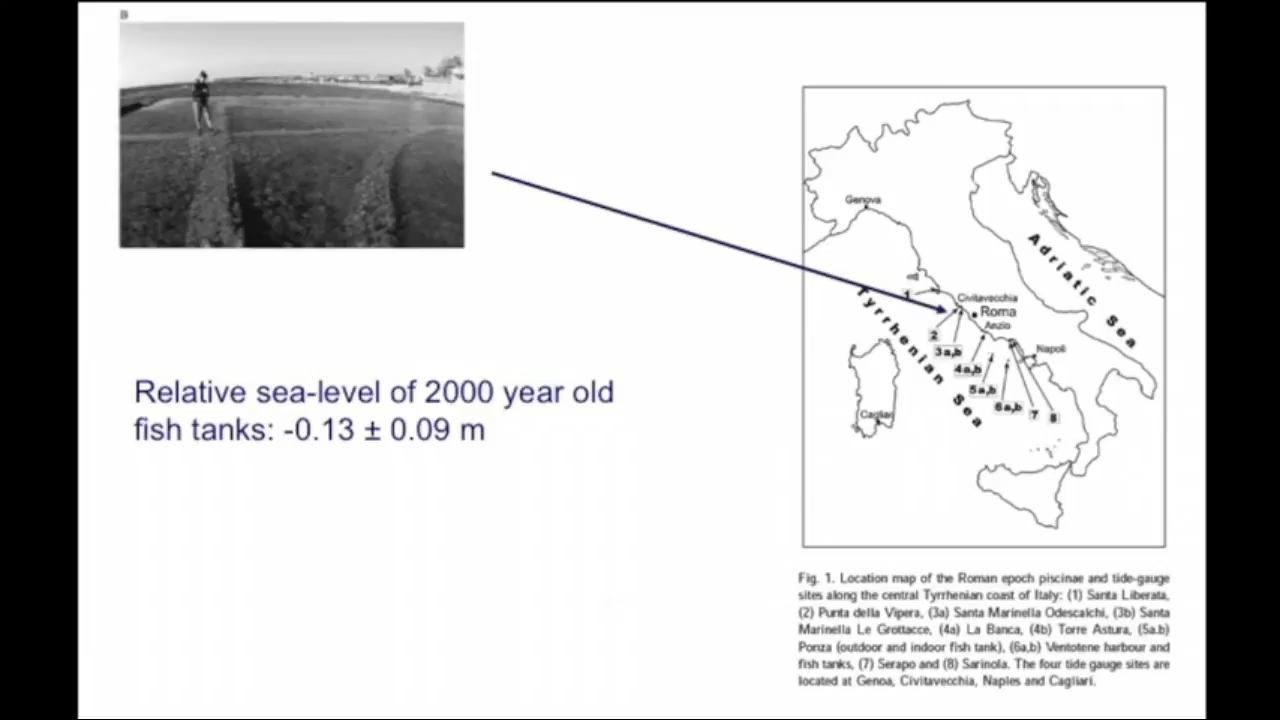 B
Relative sea-level of 2000 year old
fish tanks: -0.13 ± 0.09 m
Genova
Adriatic Sea
1
Civitavecchia
Roma
Tyrrhenian Sea
Anzio
2
3a,b
Napoli
4a,b
5a,b
6a,b
7
8
Cagliari
Fig. 1. Location map of the Roman epoch piscinae and tide-gauge
sites along the central Tyrrhenian coast of Italy: (1) Santa Liberata,
(2) Punta della Vipera, (3a) Santa Marinella Odescalchi, (3b) Santa
Marinella Le Grottacce, (4a) La Banca, (4b) Torre Astura, (5a.b)
Ponza (outdoor and indoor fish tank), (6a,b) Ventotene harbour and
fish tanks, (7) Serapo and (8) Sarinola. The four tide gauge sites are
located at Genoa, Civitavecchia, Naples and Cagliari.